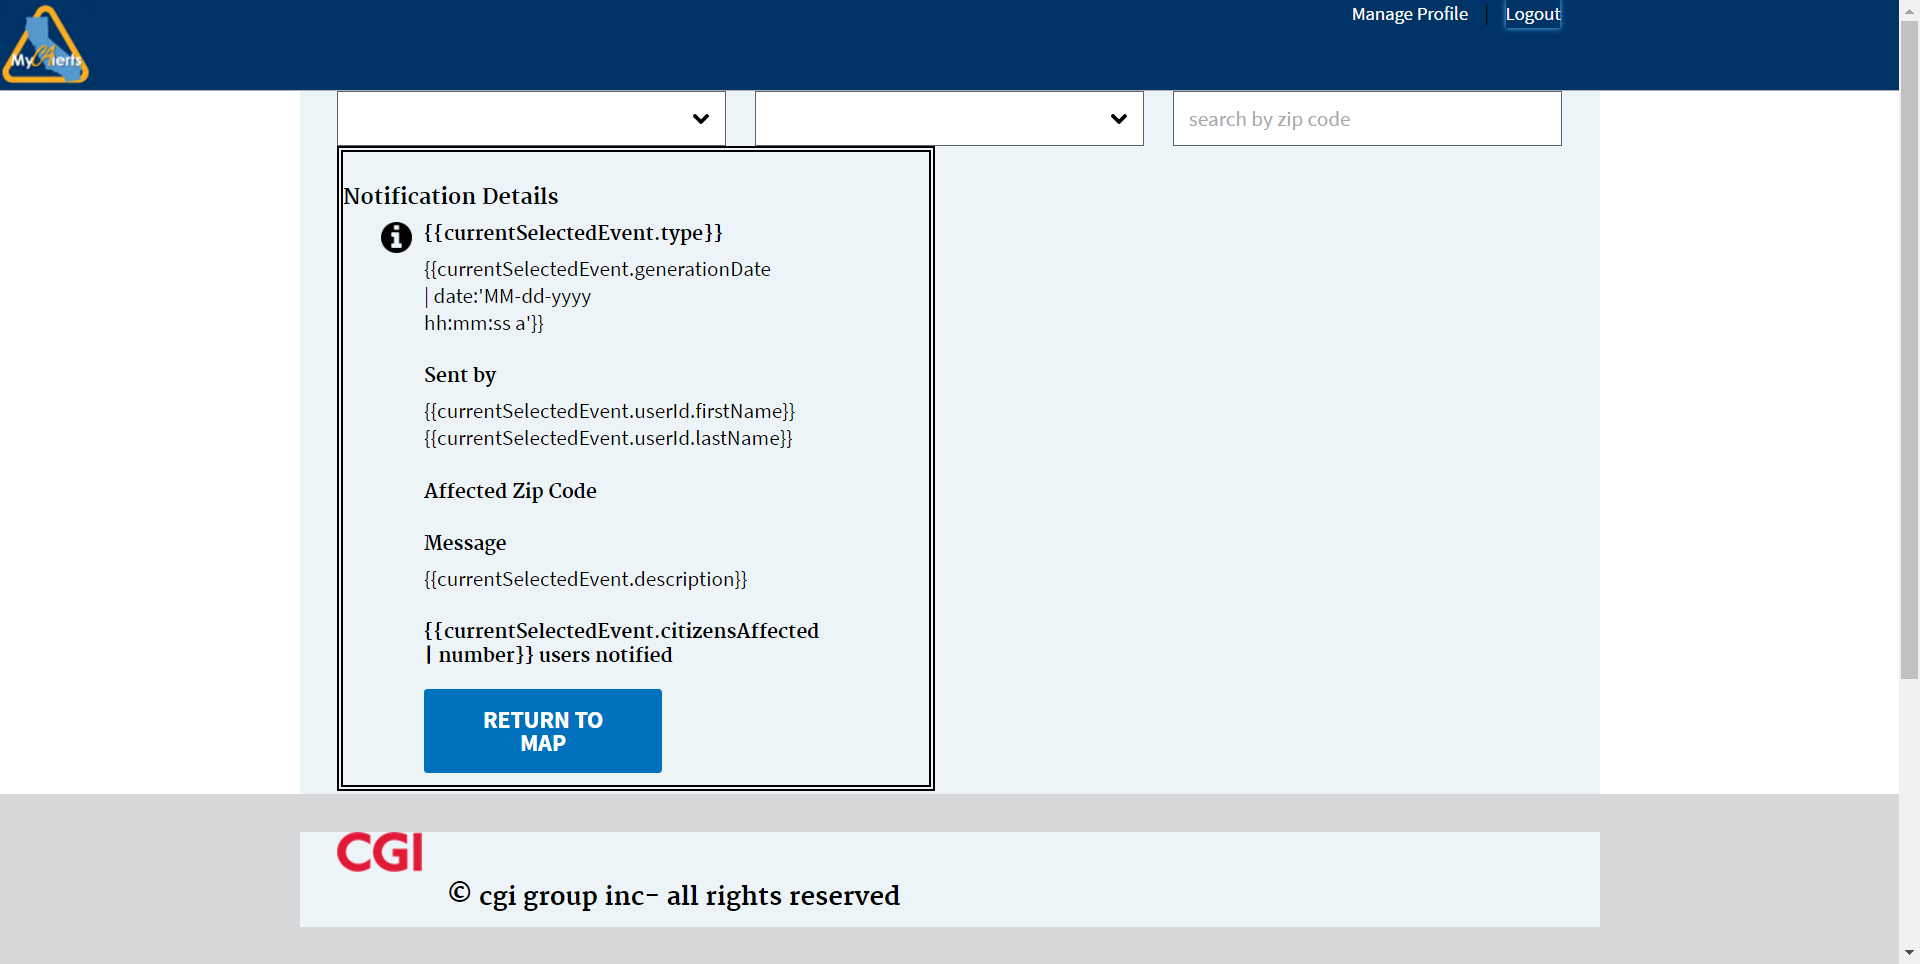 MyCAlerts
Manage Profile | Logout
search by zip code
Notification Details
{{currentSelectedEvent.type}}
{{currentSelectedEvent.generationDate
| date:'MM-dd-yyyy
hh:mm:ss a'}}
Sent by
{{currentSelectedEvent.userId.firstName}}
{{currentSelectedEvent.userId.lastName}}
Affected Zip Code
Message
{{currentSelectedEvent.description}}
{{currentSelectedEvent.citizensAffected
| number}} users notified
RETURN TO
MAP
CGI
© cgi group inc- all rights reserved